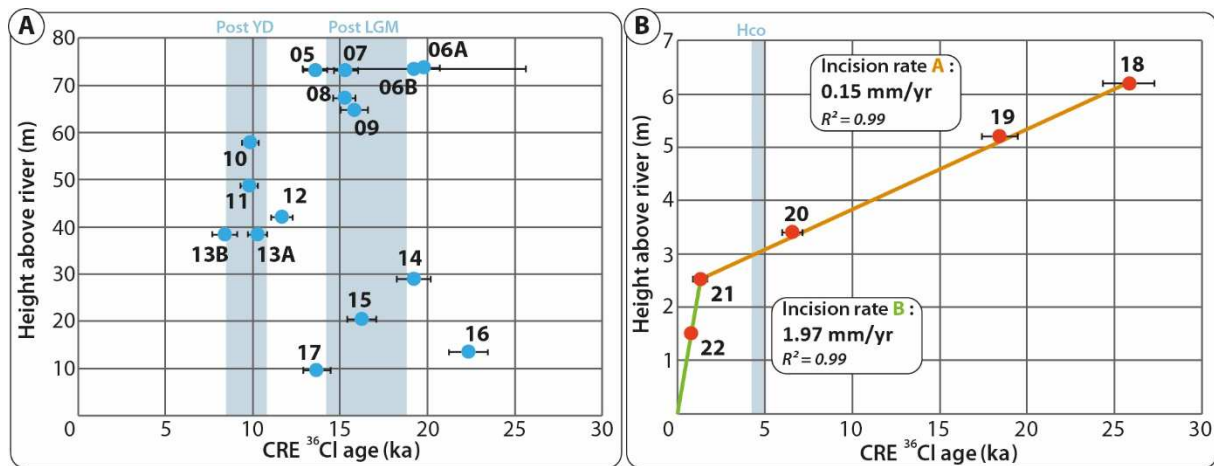 A
Post YD
Post LGM
Height above river (m)
80
70
60
50
40
30
20
10
0
5
10
15
20
25
30
CRE ³⁶Cl age (ka)
05
07
06A
06B
08
09
10
11
12
13B
13A
14
15
16
17
B
Hco
Height above river (m)
7
6
5
4
3
2
1
0
5
10
15
20
25
30
CRE ³⁶Cl age (ka)
Incision rate A :
0.15 mm/yr
R² = 0.99
18
19
20
21
22
Incision rate B :
1.97 mm/yr
R² = 0.99